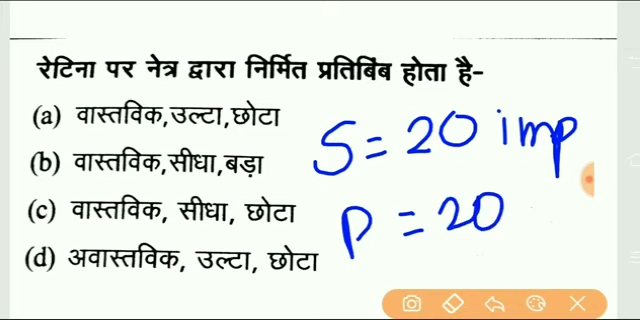 रेटिना पर नेत्र द्वारा निर्मित प्रतिबिंब होता है-
(a) वास्तविक,उल्टा,छोटा
(b) वास्तविक,सीधा,बड़ा
(c) वास्तविक, सीधा, छोटा
(d) अवास्तविक, उल्टा, छोटा
S = 20 imp
P = 20